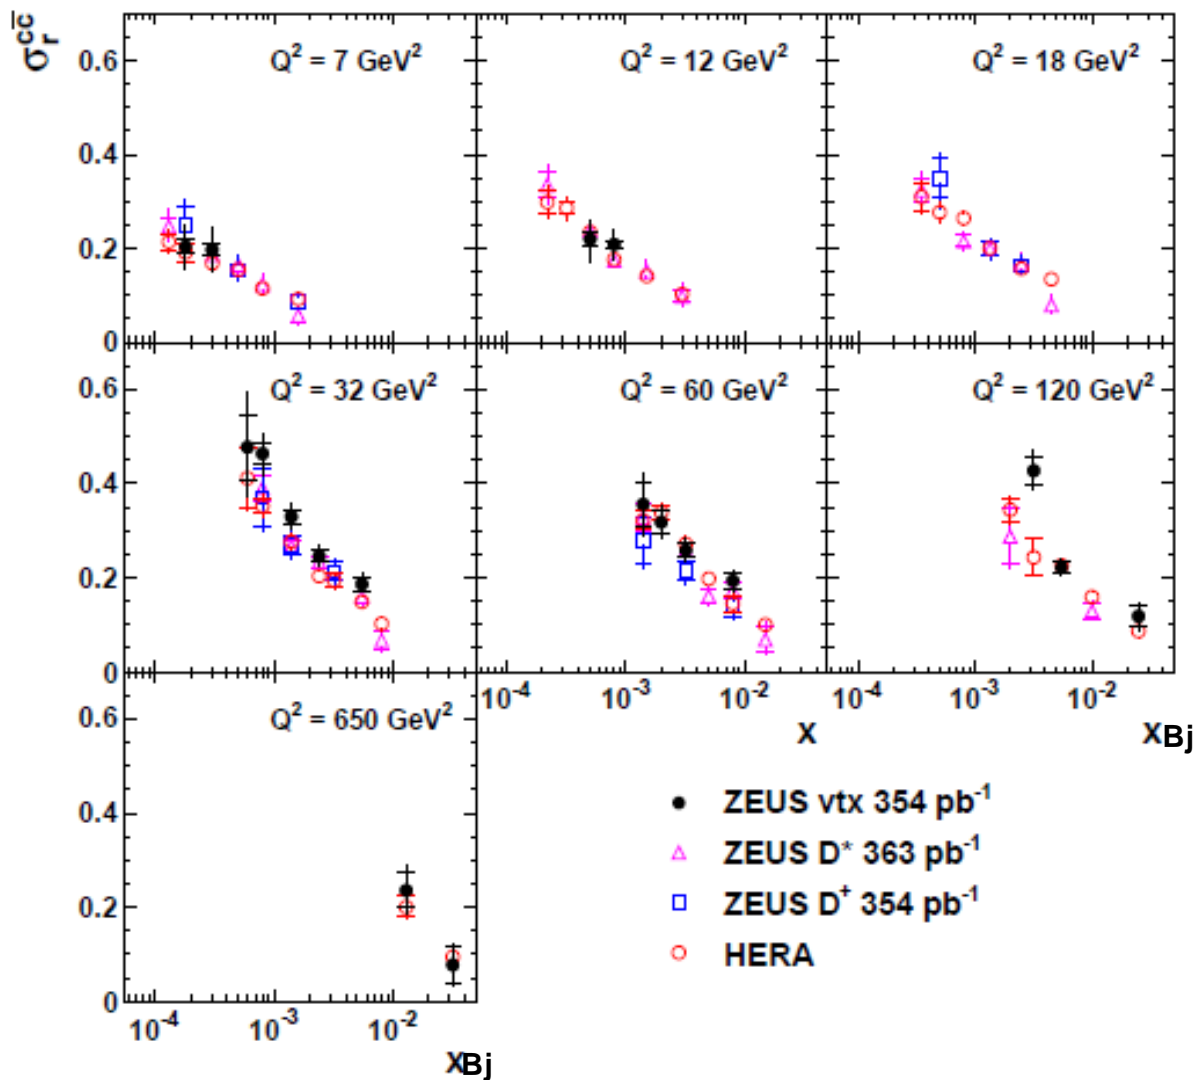 σ_r^{cc̄}
Q² = 7 GeV² Q² = 12 GeV² Q² = 18 GeV²
0.6
0.4
0.2
0
Q² = 32 GeV² Q² = 60 GeV² Q² = 120 GeV²
0.6
0.4
0.2
0
10⁻⁴ 10⁻³ 10⁻² 10⁻⁴ 10⁻³ 10⁻²
Q² = 650 GeV²
0.6
X XBj
ZEUS vtx 354 pb⁻¹
0.4
ZEUS D* 363 pb⁻¹
0.2
ZEUS D⁺ 354 pb⁻¹
HERA
0
10⁻⁴ 10⁻³ 10⁻²
XBj